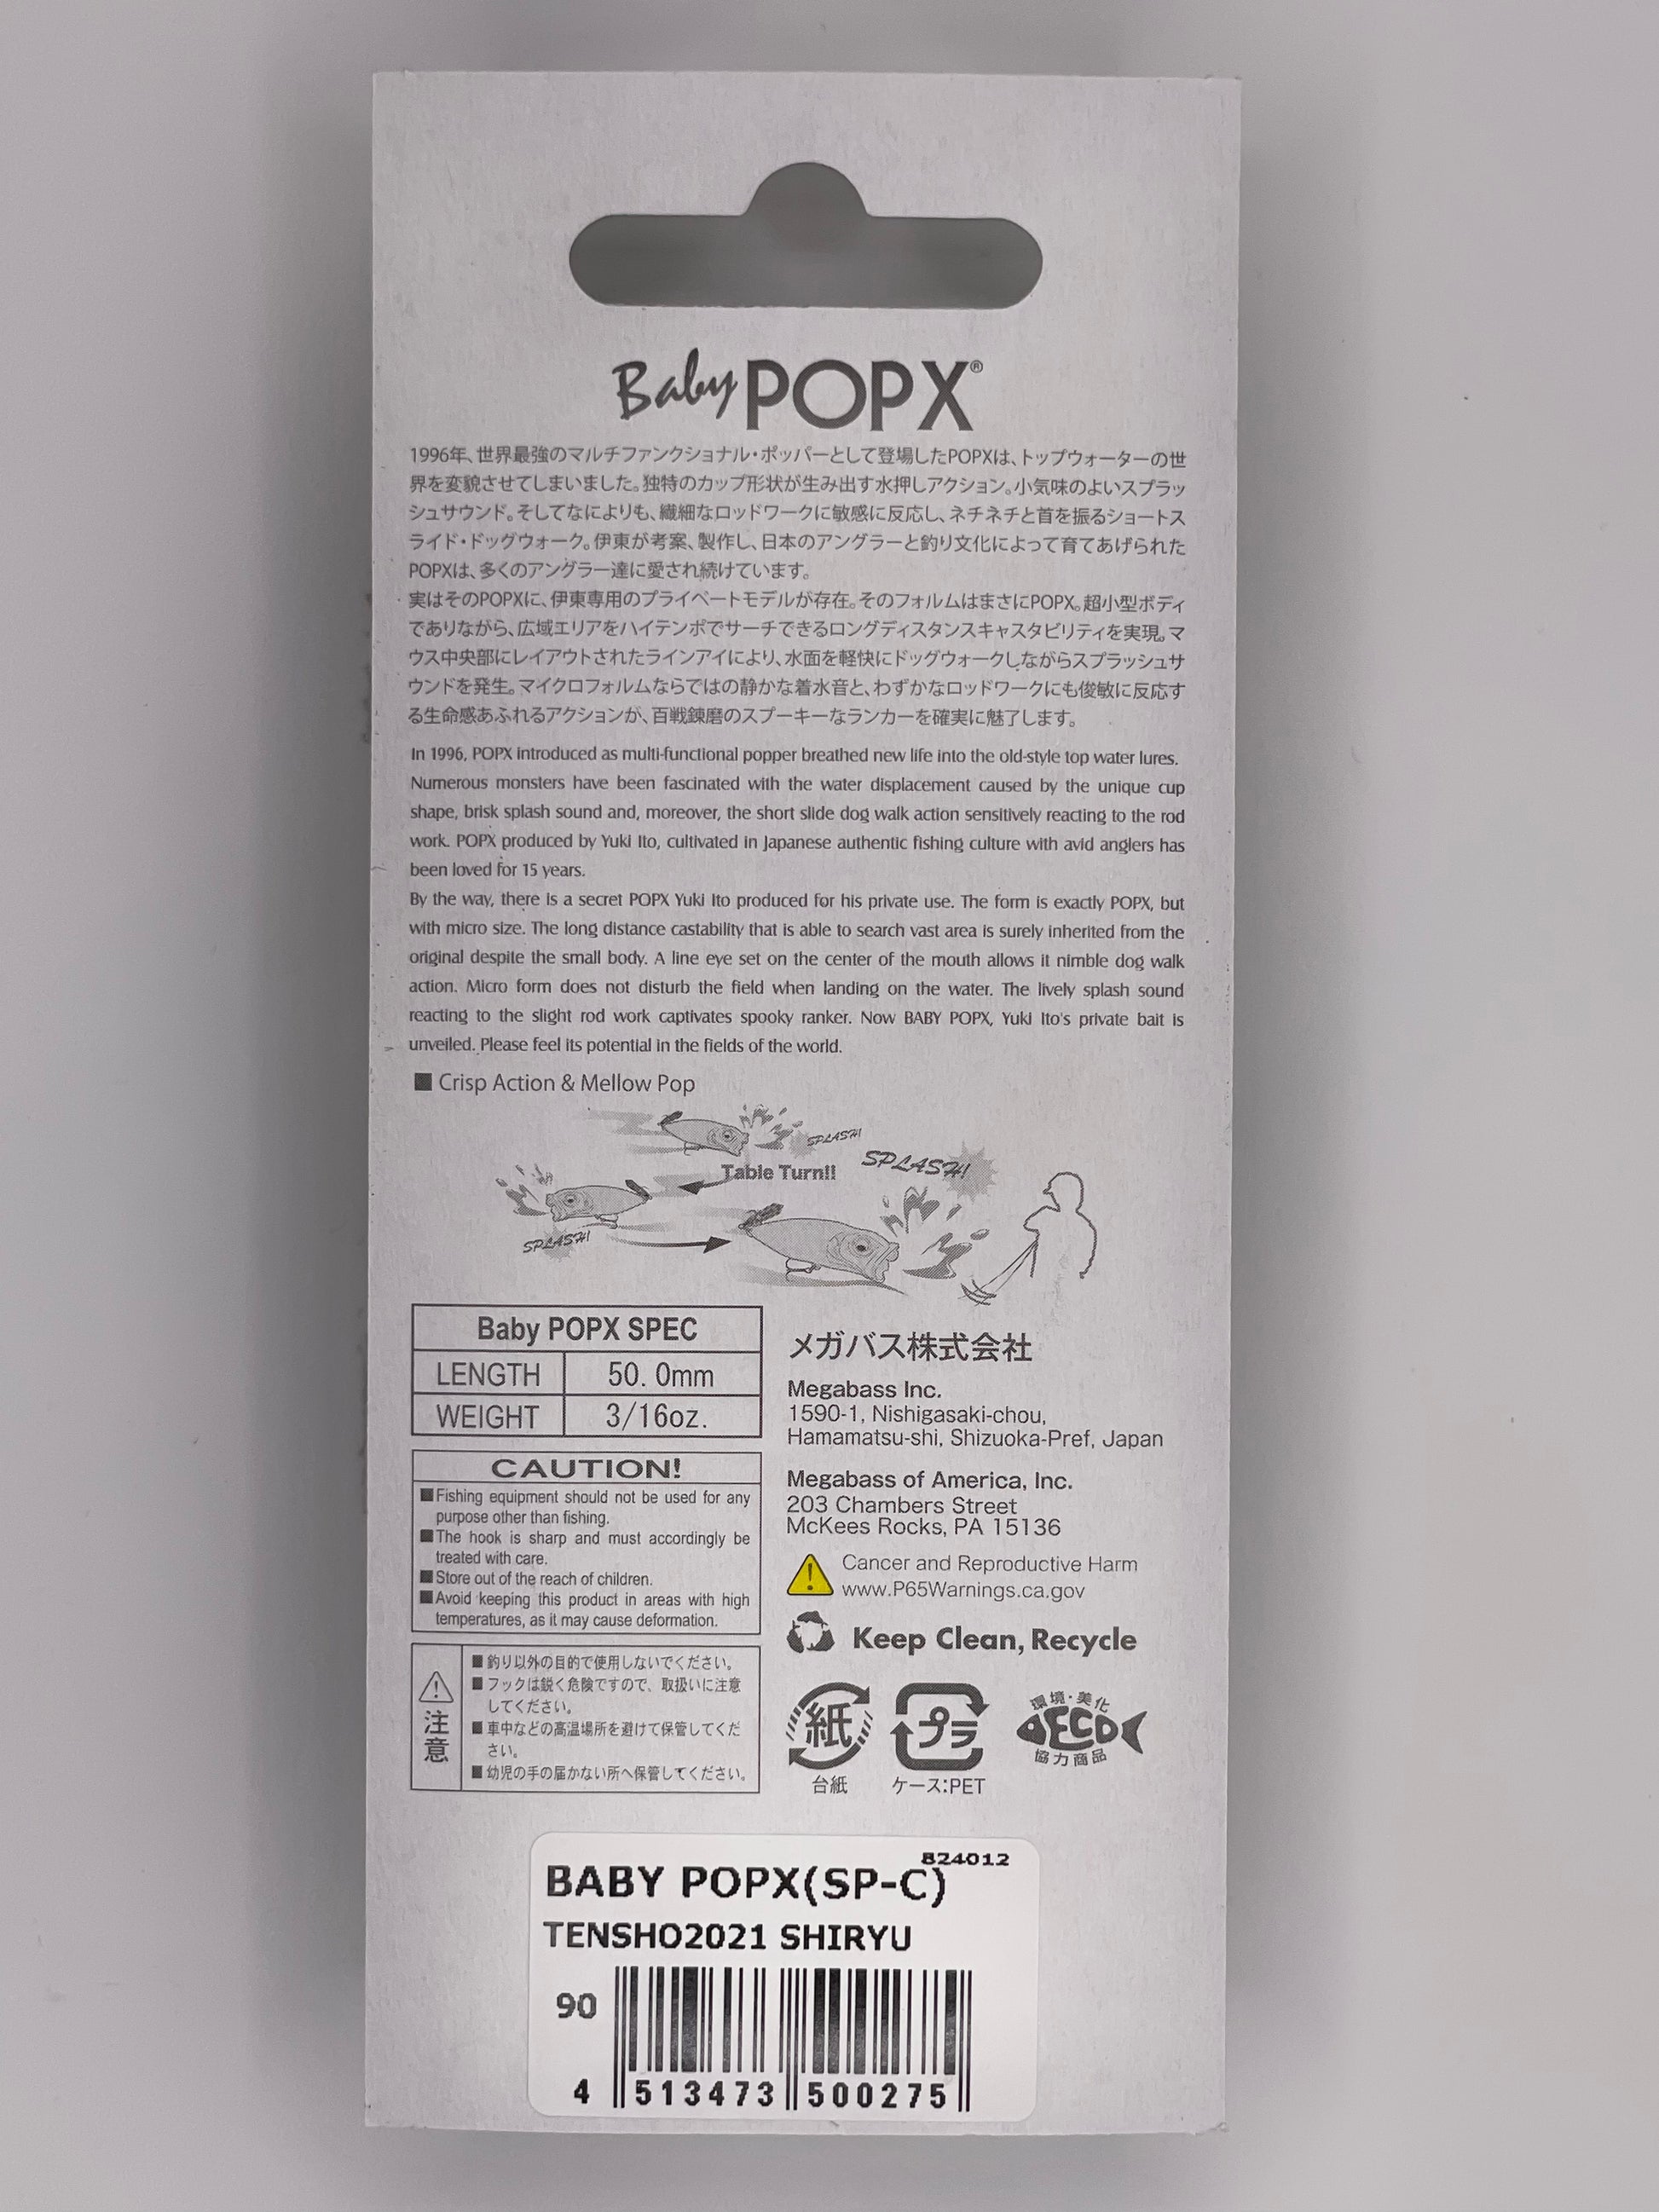 Baby POPX®
1996年、世界最強のマルチファンクショナル・ポッパーとして登場したPOPXは、トップウォーターの世
界を変貌させてしまいました。独特のカップ形状が生み出す水押しアクション。小気味のよいスプラッ
シュサウンド。そしてなによりも、繊細なロッドワークに敏感に反応し、ネチネチと首を振るショートス
ライド・ドッグウォーク。伊東が考案、製作し、日本のアングラーと釣り文化によって育てあげられた
POPXは、多くのアングラー達に愛され続けています。
実はそのPOPXに、伊東専用のプライベートモデルが存在。そのフォルムはまさにPOPX。超小型ボディ
でありながら、広域エリアをハイテンポでサーチできるロングディスタンスキャスタビリティを実現。マ
ウス中央部にレイアウトされたラインアイにより、水面を軽快にドッグウォークしながらスプラッシュサ
ウンドを発生。マイクロフォルムならではの静かな着水音と、わずかなロッドワークにも俊敏に反応す
る生命感あふれるアクションが、百戦錬磨のスプーキーなランカーを確実に魅了します。
In 1996, POPX introduced as multi-functional popper breathed new life into the old-style top water lures.
Numerous monsters have been fascinated with the water displacement caused by the unique cup
shape, brisk splash sound and, moreover, the short slide dog walk action sensitively reacting to the rod
work. POPX produced by Yuki Ito, cultivated in Japanese authentic fishing culture with avid anglers has
been loved for 15 years.
By the way, there is a secret POPX Yuki Ito produced for his private use. The form is exactly POPX, but
with micro size. The long distance castability that is able to search vast area is surely inherited from the
original despite the small body. A line eye set on the center of the mouth allows it nimble dog walk
action. Micro form does not disturb the field when landing on the water. The lively splash sound
reacting to the slight rod work captivates spooky ranker. Now BABY POPX, Yuki Ito's private bait is
unveiled. Please feel its potential in the fields of the world.
■ Crisp Action & Mellow Pop
SPLASH!
SPLASH!
Table Turn!!
SPLASH!
Baby POPX SPEC
LENGTH 50.0mm
WEIGHT 3/16oz.
CAUTION!
■Fishing equipment should not be used for any
purpose other than fishing.
■The hook is sharp and must accordingly be
treated with care.
■Store out of the reach of children.
■Avoid keeping this product in areas with high
temperatures, as it may cause deformation.
注意
■釣り以外の目的で使用しないでください。
■フックは鋭く危険ですので、取扱いに注意
してください。
■車中などの高温場所を避けて保管してくだ
さい。
■幼児の手の届かない所へ保管してください。
メガバス株式会社
Megabass Inc.
1590-1, Nishigasaki-chou,
Hamamatsu-shi, Shizuoka-Pref, Japan
Megabass of America, Inc.
203 Chambers Street
McKees Rocks, PA 15136
Cancer and Reproductive Harm
www.P65Warnings.ca.gov
Keep Clean, Recycle
紙
台紙
プラ
ケース:PET
環境・美化
ECO
協力商品
824012
BABY POPX(SP-C)
TENSHO2021 SHIRYU
90
4 513473 500275